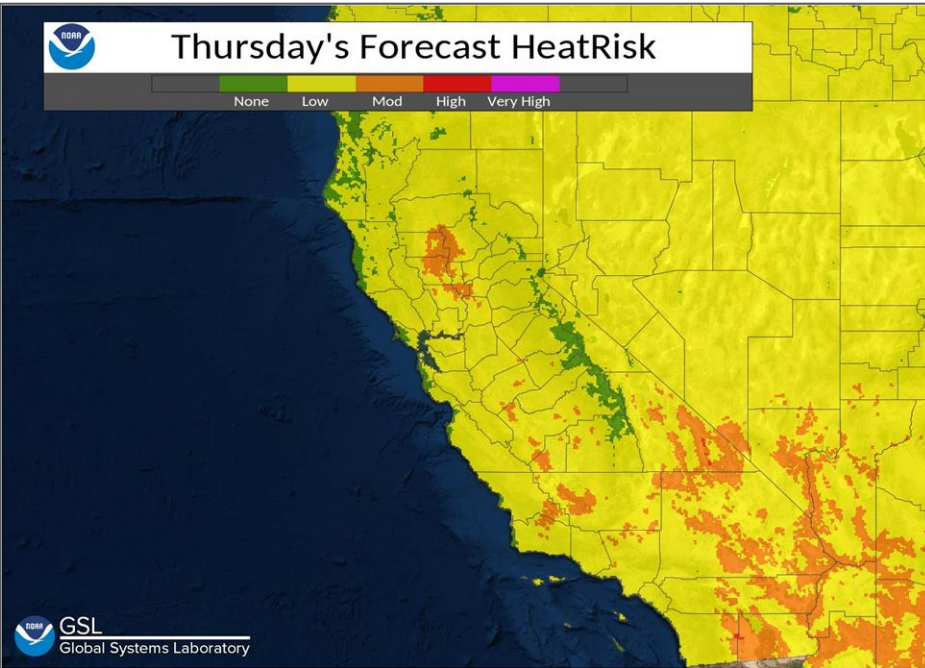 NOAA
Thursday's Forecast HeatRisk
None Low Mod High Very High
NOAA
GSL
Global Systems Laboratory